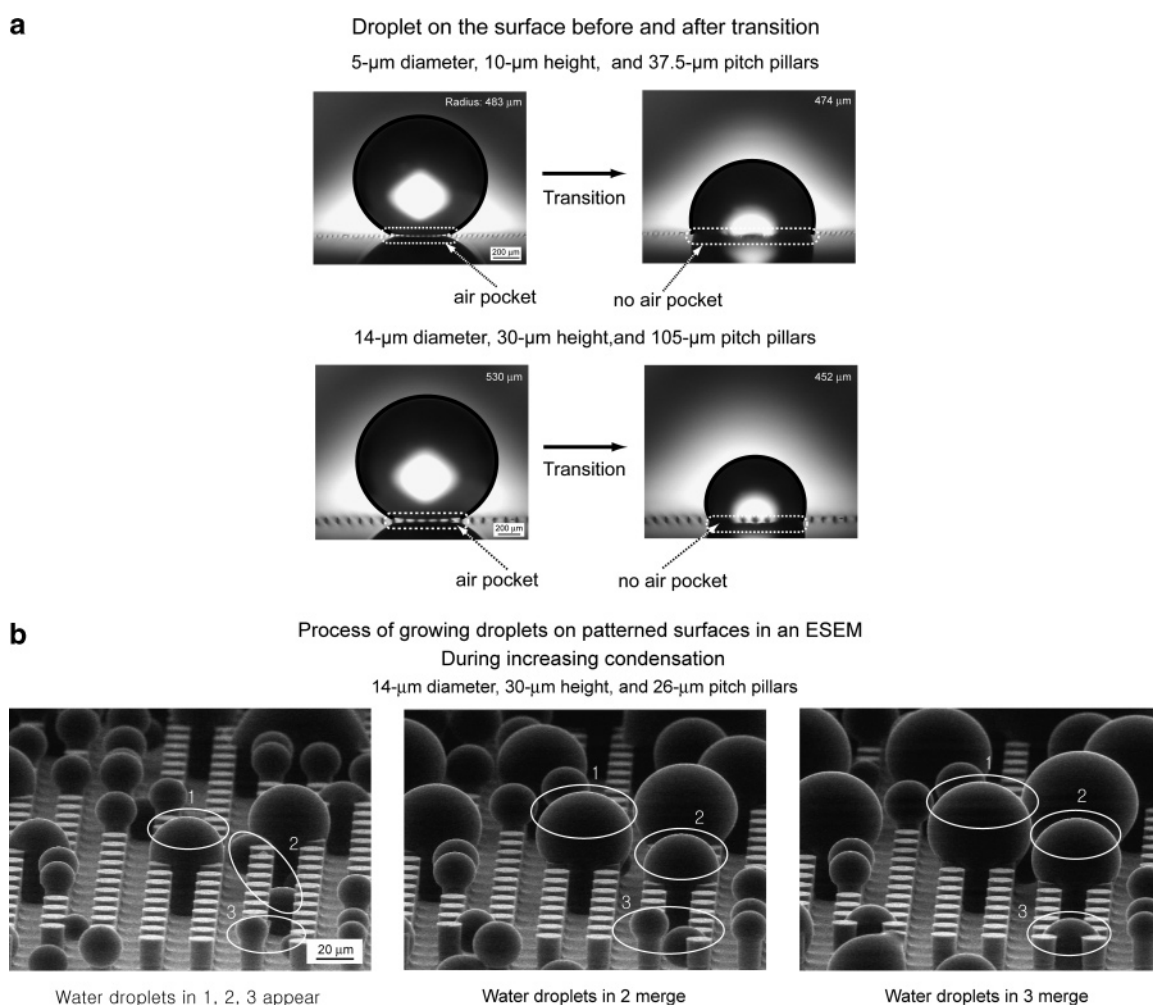 a
Droplet on the surface before and after transition
5-μm diameter, 10-μm height, and 37.5-μm pitch pillars
Radius: 483 μm
474 μm
Transition
200 μm
air pocket
no air pocket
14-μm diameter, 30-μm height,and 105-μm pitch pillars
530 μm
452 μm
Transition
200 μm
air pocket
no air pocket
b
Process of growing droplets on patterned surfaces in an ESEM
During increasing condensation
14-μm diameter, 30-μm height, and 26-μm pitch pillars
1
2
3
20 μm
1
2
3
1
2
3
Water droplets in 1, 2, 3 appear
Water droplets in 2 merge
Water droplets in 3 merge